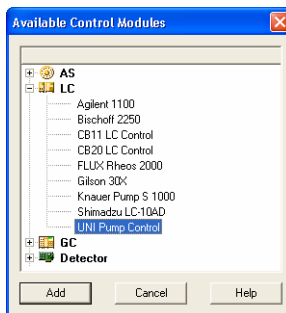 Available Control Modules
AS
LC
Agilent 1100
Bischoff 2250
CB11 LC Control
CB20 LC Control
FLUX Rheos 2000
Gilson 30X
Knauer Pump S 1000
Shimadzu LC-10AD
UNI Pump Control
GC
Detector
Add Cancel Help